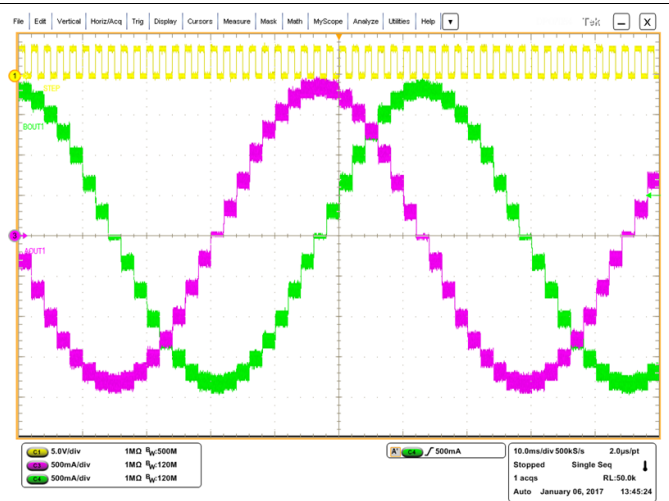 File Edit Vertical Horiz/Acq Trig Display Cursors Measure Mask Math MyScope Analyze Utilities Help Tek
1
STEP
BOUT1
3
AOUT1
C1 5.0V/div 1MΩ BW:500M
C3 500mA/div 1MΩ BW:120M
C4 500mA/div 1MΩ BW:120M
A' C4 500mA
10.0ms/div 500kS/s 2.0µs/pt
Stopped Single Seq
1 acqs RL:50.0k
Auto January 06, 2017 13:45:24